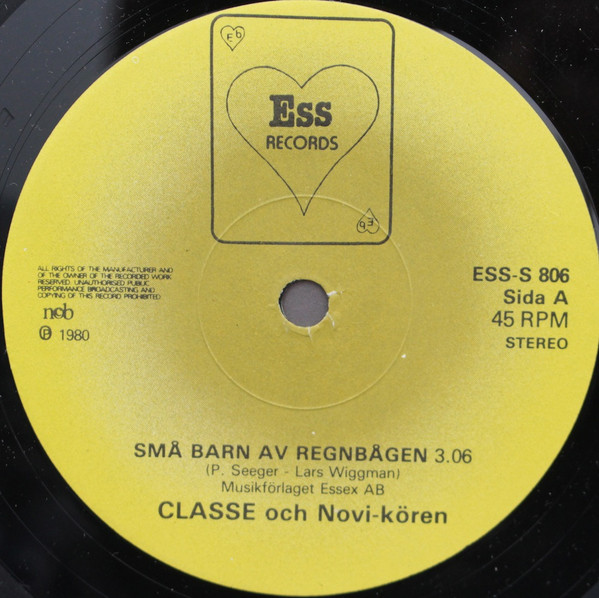 Eb
Ess
RECORDS
Eb
ALL RIGHTS OF THE MANUFACTURER AND
OF THE OWNER OF THE RECORDED WORK
RESERVED. UNAUTHORISED PUBLIC
PERFORMANCE BROADCASTING AND
COPYING OF THIS RECORD PROHIBITED
ncb
Ⓟ 1980
ESS-S 806
Sida A
45 RPM
STEREO
SMÅ BARN AV REGNBÅGEN 3.06
(P. Seeger - Lars Wiggman)
Musikförlaget Essex AB
CLASSE och Novi-kören